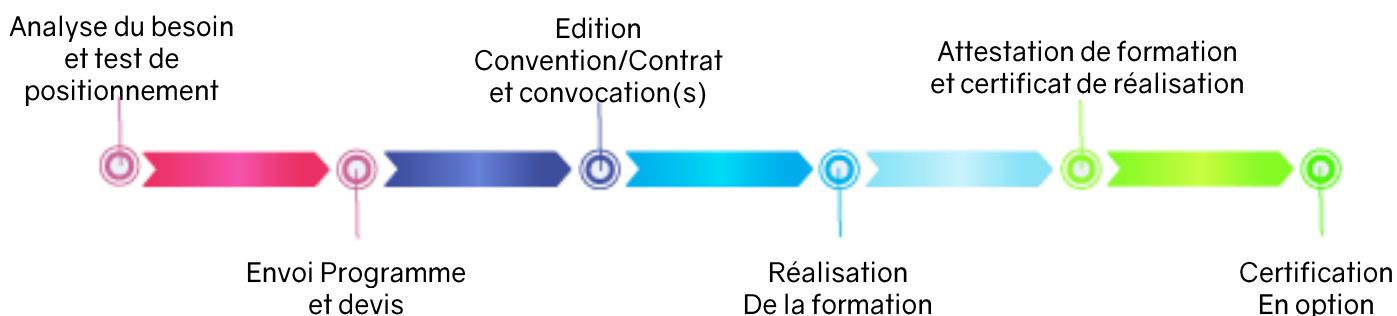 Analyse du besoin
et test de
positionnement
Envoi Programme
et devis
Edition
Convention/Contrat
et convocation(s)
Réalisation
De la formation
Attestation de formation
et certificat de réalisation
Certification
En option